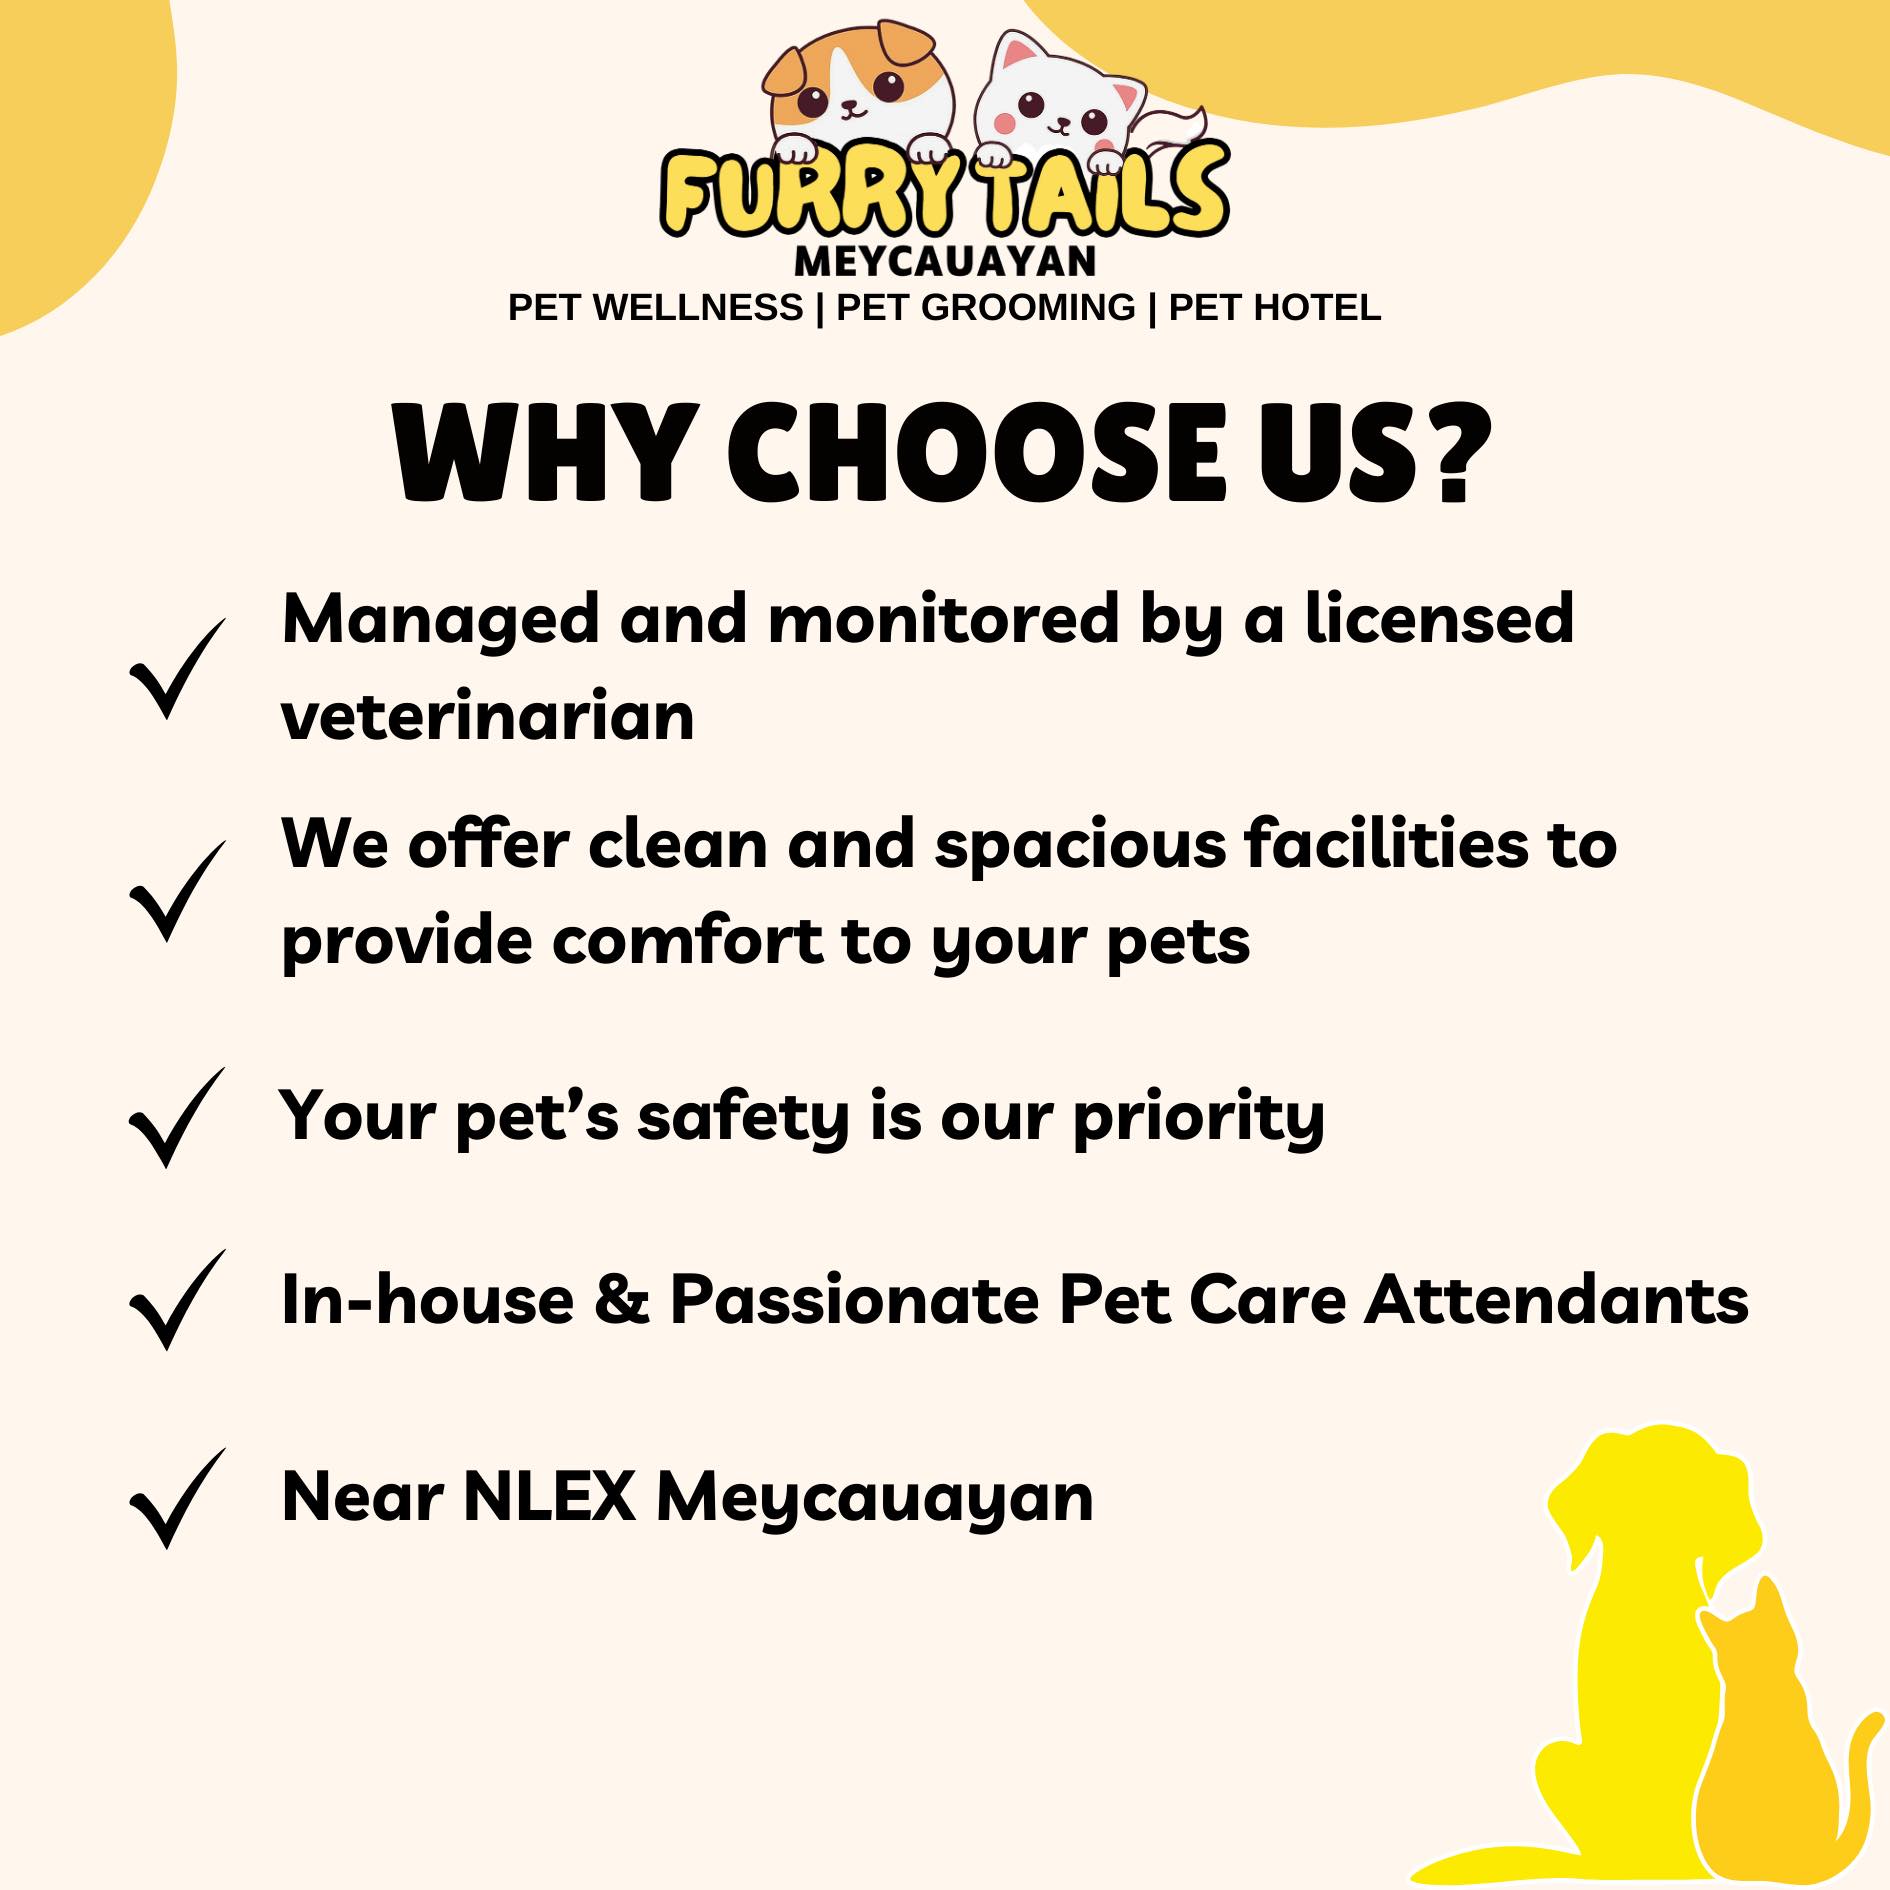 FURRY TAILS
MEYCAUAYAN
PET WELLNESS | PET GROOMING | PET HOTEL
WHY CHOOSE US?
Managed and monitored by a licensed
veterinarian
We offer clean and spacious facilities to
provide comfort to your pets
Your pet’s safety is our priority
In-house & Passionate Pet Care Attendants
Near NLEX Meycauayan